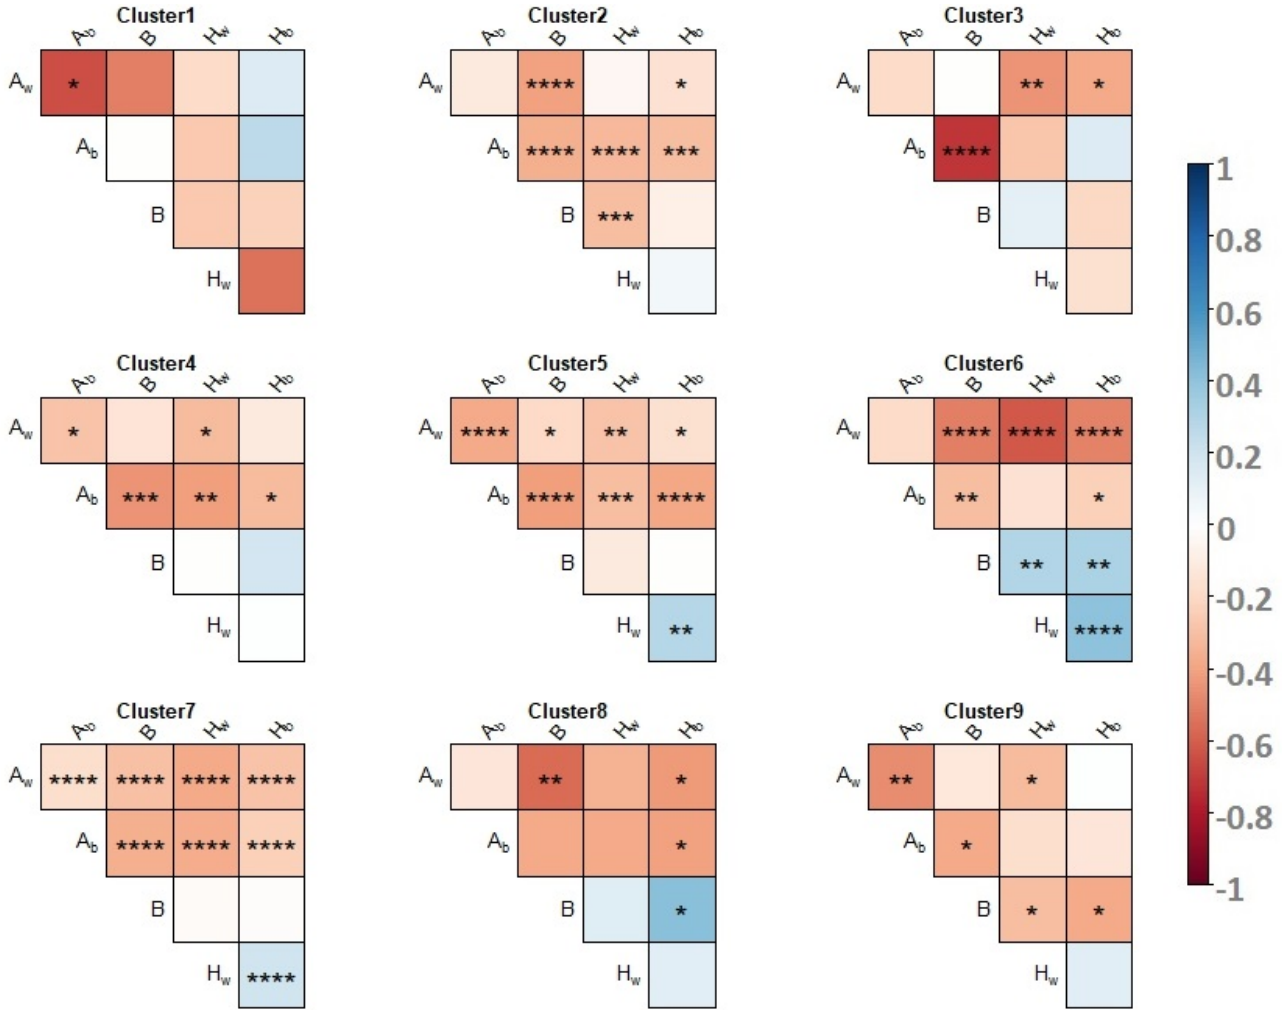 Cluster1 Cluster2 Cluster3
Ab B Hw Hb Ab B Hw Hb Ab B Hw Hb
Aw * Aw **** * Aw ** *
Ab Ab **** **** *** Ab ****
B B *** B
Hw Hw Hw
Cluster4 Cluster5 Cluster6
Ab B Hw Hb Ab B Hw Hb Ab B Hw Hb
Aw * * Aw **** * ** * Aw **** **** ****
Ab *** ** * Ab **** *** **** Ab ** *
B B B ** **
Hw Hw ** Hw ****
Cluster7 Cluster8 Cluster9
Ab B Hw Hb Ab B Hw Hb Ab B Hw Hb
Aw **** **** **** **** Aw ** * Aw ** *
Ab **** **** **** Ab * Ab *
B B * B * *
Hw **** Hw Hw
1
0.8
0.6
0.4
0.2
0
-0.2
-0.4
-0.6
-0.8
-1